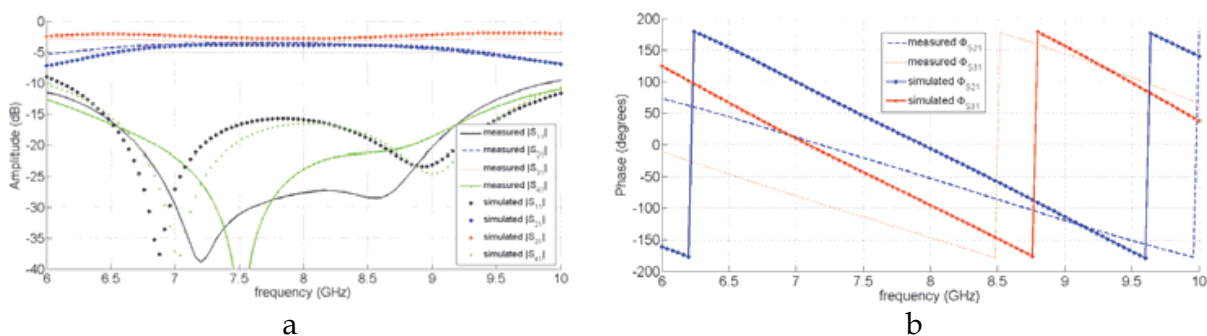 0
-5
-10
-15
-20
-25
-30
-35
-40
Amplitude (dB)
6 6.5 7 7.5 8 8.5 9 9.5 10
frequency (GHz)
measured |S11|
measured |S21|
measured |S31|
measured |S41|
simulated |S11|
simulated |S21|
simulated |S31|
simulated |S41|
a
200
150
100
50
0
-50
-100
-150
-200
Phase (degrees)
6 6.5 7 7.5 8 8.5 9 9.5 10
frequency (GHz)
measured ΦS21
measured ΦS31
simulated ΦS21
simulated ΦS31
b